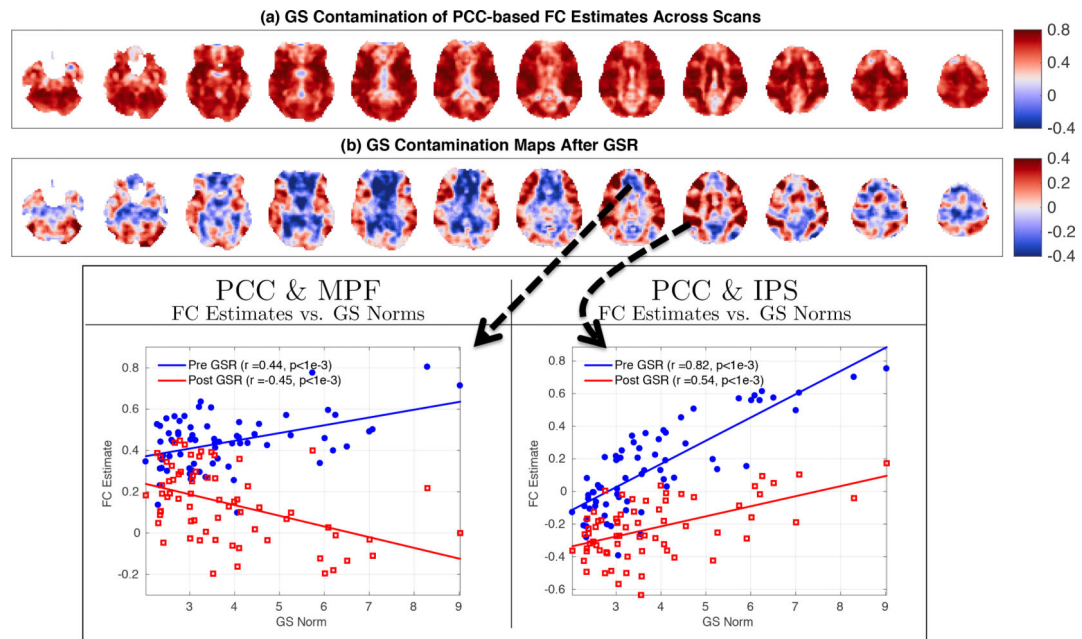 (a) GS Contamination of PCC-based FC Estimates Across Scans
0.8
0.4
0
-0.4
(b) GS Contamination Maps After GSR
0.4
0.2
0
-0.2
-0.4
PCC & MPF
FC Estimates vs. GS Norms
Pre GSR (r =0.44, p<1e-3)
Post GSR (r =-0.45, p<1e-3)
0.8
0.6
0.4
0.2
0
-0.2
FC Estimate
3 4 5 6 7 8 9
GS Norm
PCC & IPS
FC Estimates vs. GS Norms
Pre GSR (r =0.82, p<1e-3)
Post GSR (r =0.54, p<1e-3)
0.8
0.6
0.4
0.2
0
-0.2
-0.4
-0.6
FC Estimate
3 4 5 6 7 8 9
GS Norm